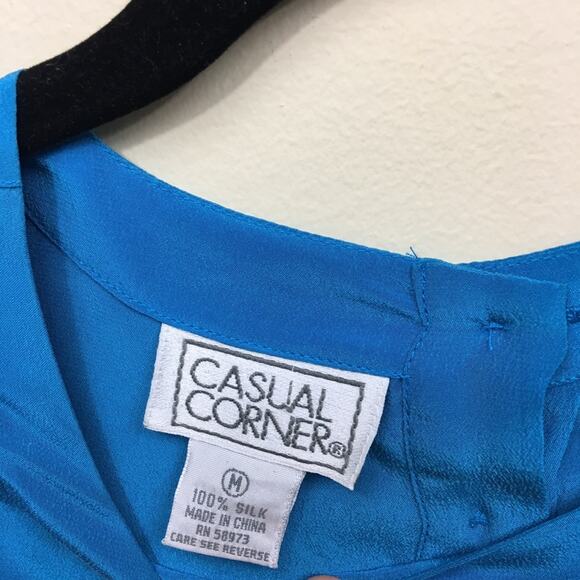 CASUAL
CORNER®
M
100% SILK
MADE IN CHINA
RN 58973
CARE SEE REVERSE